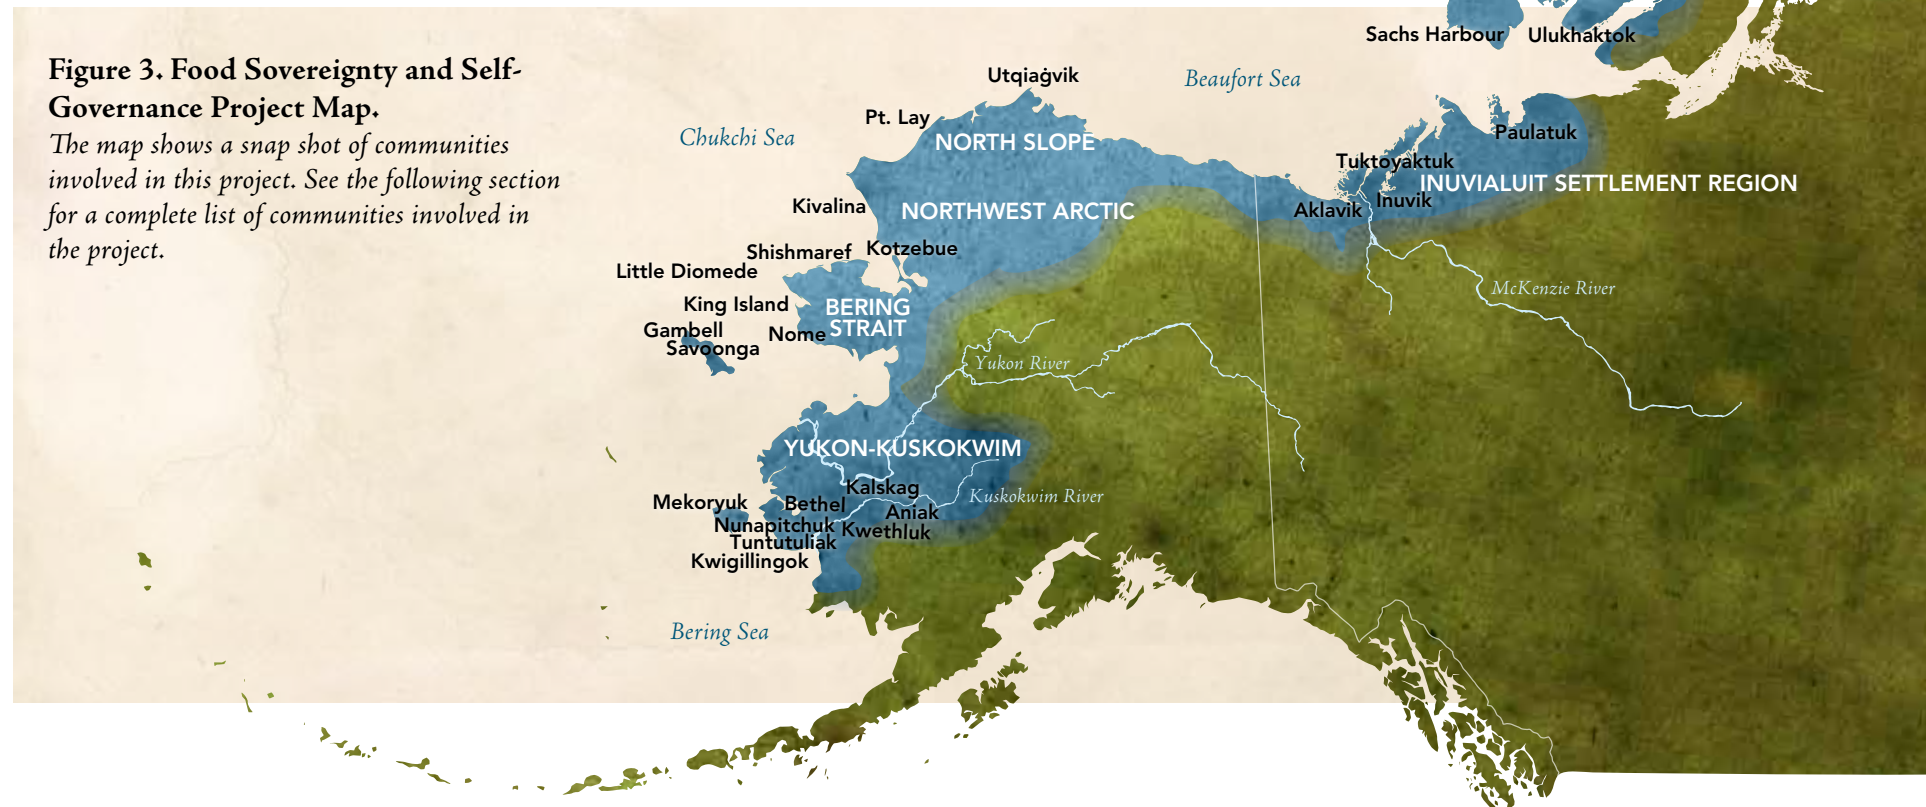 Figure 3. Food Sovereignty and Self-
Governance Project Map.
The map shows a snap shot of communities
involved in this project. See the following section
for a complete list of communities involved in
the project.
Sachs Harbour
Ulukhaktok
Utqiaġvik
Beaufort Sea
Pt. Lay
Chukchi Sea
NORTH SLOPE
Paulatuk
Tuktoyaktuk
INUVIALUIT SETTLEMENT REGION
Inuvik
Aklavik
Kivalina
NORTHWEST ARCTIC
Shishmaref
Kotzebue
Little Diomede
McKenzie River
King Island
BERING
STRAIT
Gambell
Nome
Savoonga
Yukon River
YUKON-KUSKOKWIM
Kalskag
Kuskokwim River
Mekoryuk
Bethel
Aniak
Nunapitchuk
Kwethluk
Tuntutuliak
Kwigillingok
Bering Sea